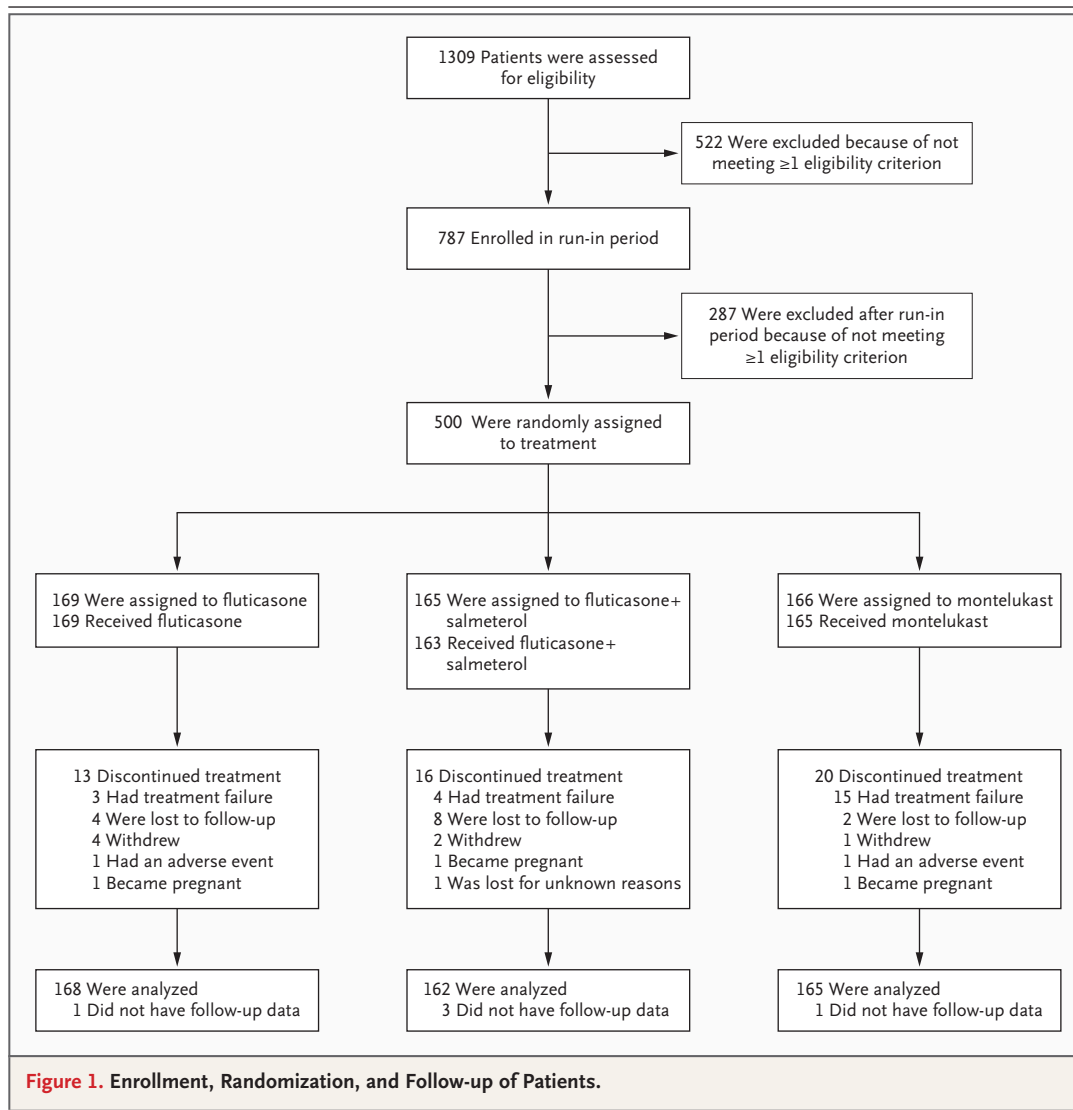 1309 Patients were assessed
for eligibility
522 Were excluded because of not
meeting ≥1 eligibility criterion
787 Enrolled in run-in period
287 Were excluded after run-in
period because of not meeting
≥1 eligibility criterion
500 Were randomly assigned
to treatment
169 Were assigned to fluticasone
169 Received fluticasone
165 Were assigned to fluticasone+
salmeterol
163 Received fluticasone+
salmeterol
166 Were assigned to montelukast
165 Received montelukast
13 Discontinued treatment
3 Had treatment failure
4 Were lost to follow-up
4 Withdrew
1 Had an adverse event
1 Became pregnant
16 Discontinued treatment
4 Had treatment failure
8 Were lost to follow-up
2 Withdrew
1 Became pregnant
1 Was lost for unknown reasons
20 Discontinued treatment
15 Had treatment failure
2 Were lost to follow-up
1 Withdrew
1 Had an adverse event
1 Became pregnant
168 Were analyzed
1 Did not have follow-up data
162 Were analyzed
3 Did not have follow-up data
165 Were analyzed
1 Did not have follow-up data
Figure 1. Enrollment, Randomization, and Follow-up of Patients.